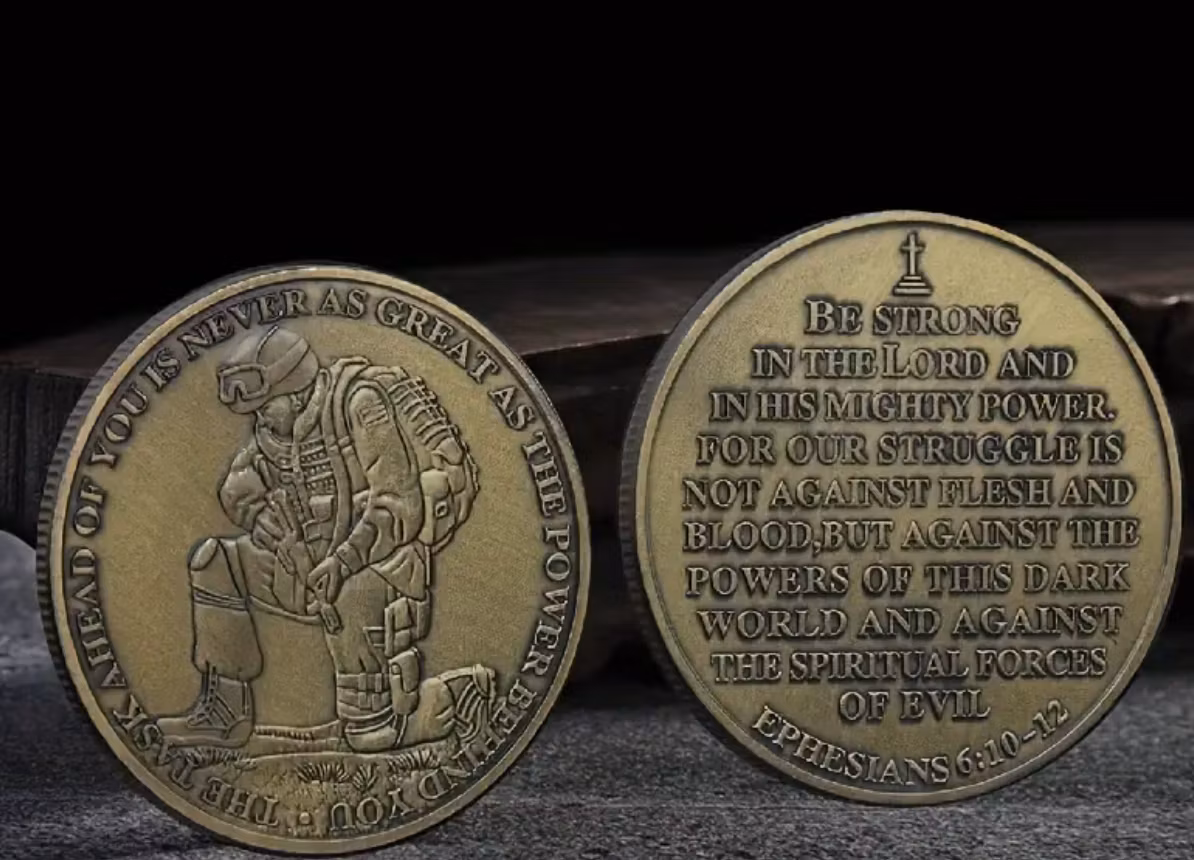 THE TASK AHEAD OF YOU IS NEVER AS GREAT AS THE POWER BEHIND YOU
BE STRONG
IN THE LORD AND
IN HIS MIGHTY POWER.
FOR OUR STRUGGLE IS
NOT AGAINST FLESH AND
BLOOD,BUT AGAINST THE
POWERS OF THIS DARK
WORLD AND AGAINST
THE SPIRITUAL FORCES
OF EVIL
EPHESIANS 6:10-12